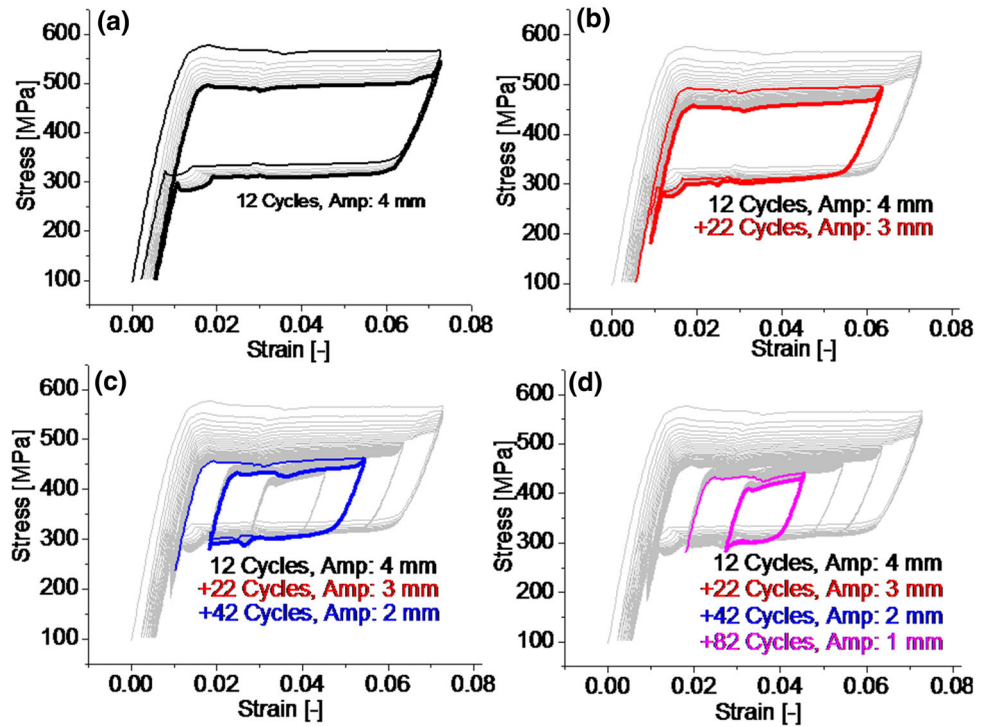 (a)
600
500
400
300
200
100
Stress [MPa]
12 Cycles, Amp: 4 mm
0.00 0.02 0.04 0.06 0.08
Strain [-]
(b)
600
500
400
300
200
100
Stress [MPa]
12 Cycles, Amp: 4 mm
+22 Cycles, Amp: 3 mm
0.00 0.02 0.04 0.06 0.08
Strain [-]
(c)
600
500
400
300
200
100
Stress [MPa]
12 Cycles, Amp: 4 mm
+22 Cycles, Amp: 3 mm
+42 Cycles, Amp: 2 mm
0.00 0.02 0.04 0.06 0.08
Strain [-]
(d)
600
500
400
300
200
100
Stress [MPa]
12 Cycles, Amp: 4 mm
+22 Cycles, Amp: 3 mm
+42 Cycles, Amp: 2 mm
+82 Cycles, Amp: 1 mm
0.00 0.02 0.04 0.06 0.08
Strain [-]